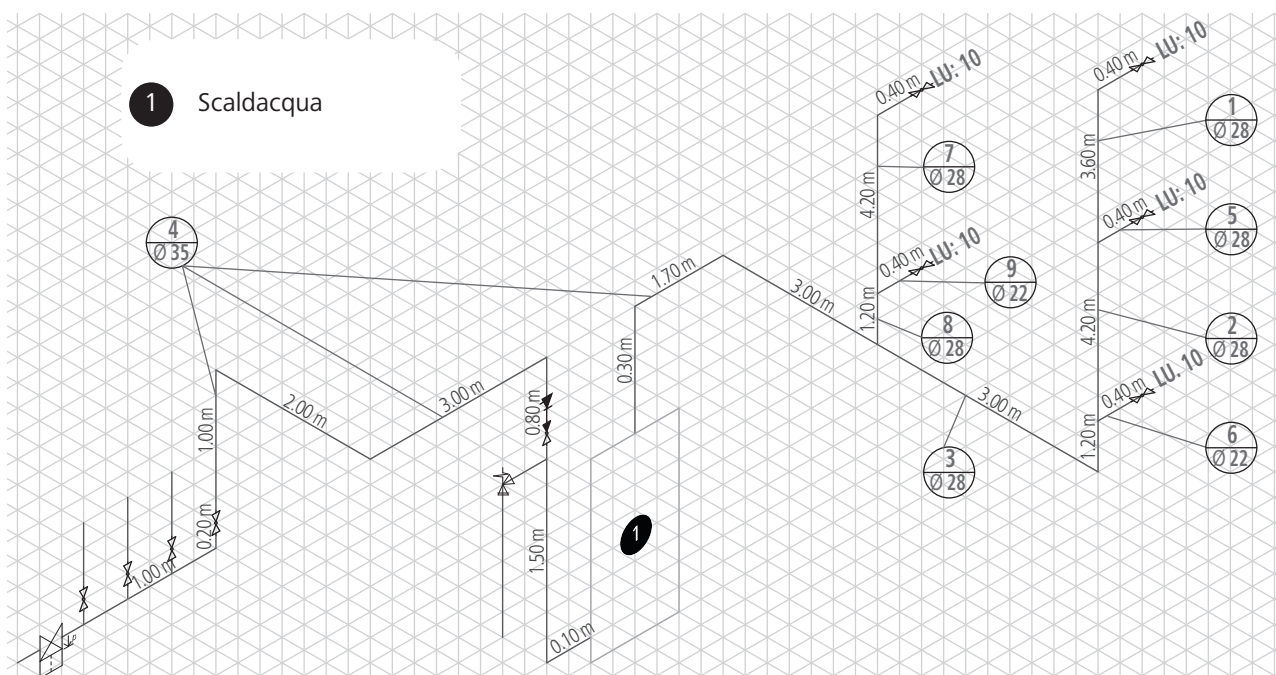 1 Scaldacqua
0.40 m LU: 10
0.40 m LU: 10
1
Ø 28
3.60 m
7
Ø 28
4.20 m
0.40 m LU: 10
5
Ø 28
4
Ø 35
0.40 m LU: 10
1.70 m
3.00 m
9
Ø 22
1.20 m
8
Ø 28
4.20 m
2
Ø 28
0.30 m
0.40 m LU. 10
3.00 m
2.00 m
3.00 m
0.80 m
1.00 m
1.20 m
6
Ø 22
3
Ø 28
0.20 m
1.00 m
1.50 m
1
0.10 m